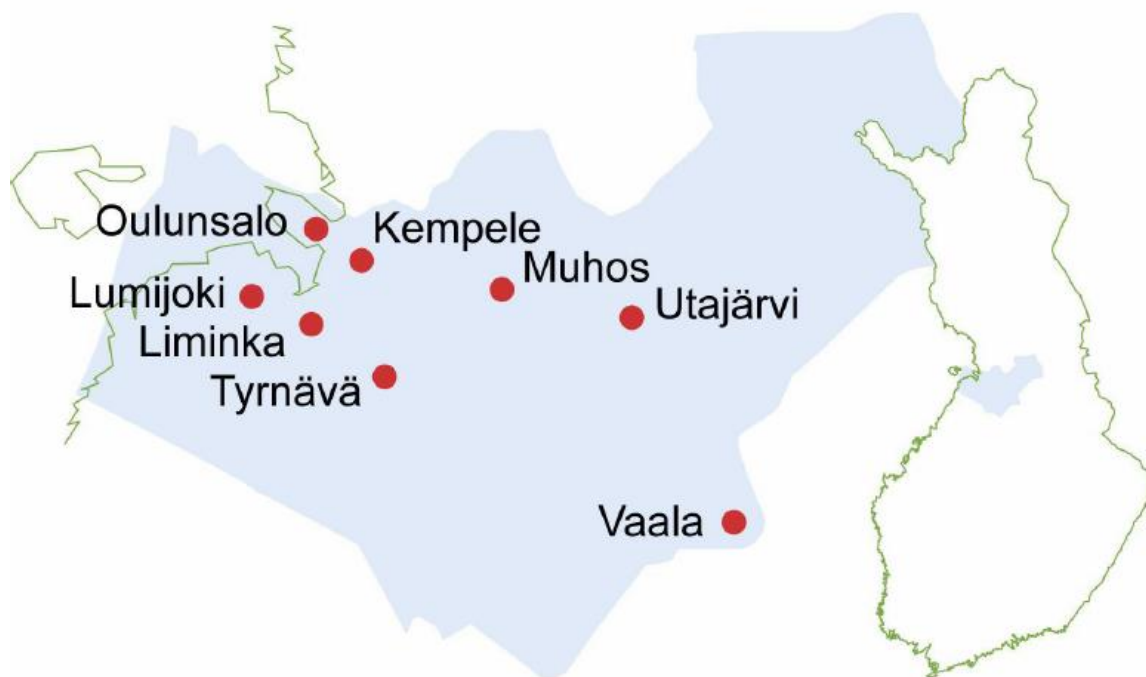 Oulunsalo
Kempele
Muhos
Lumijoki
Utajärvi
Liminka
Tyrnävä
Vaala